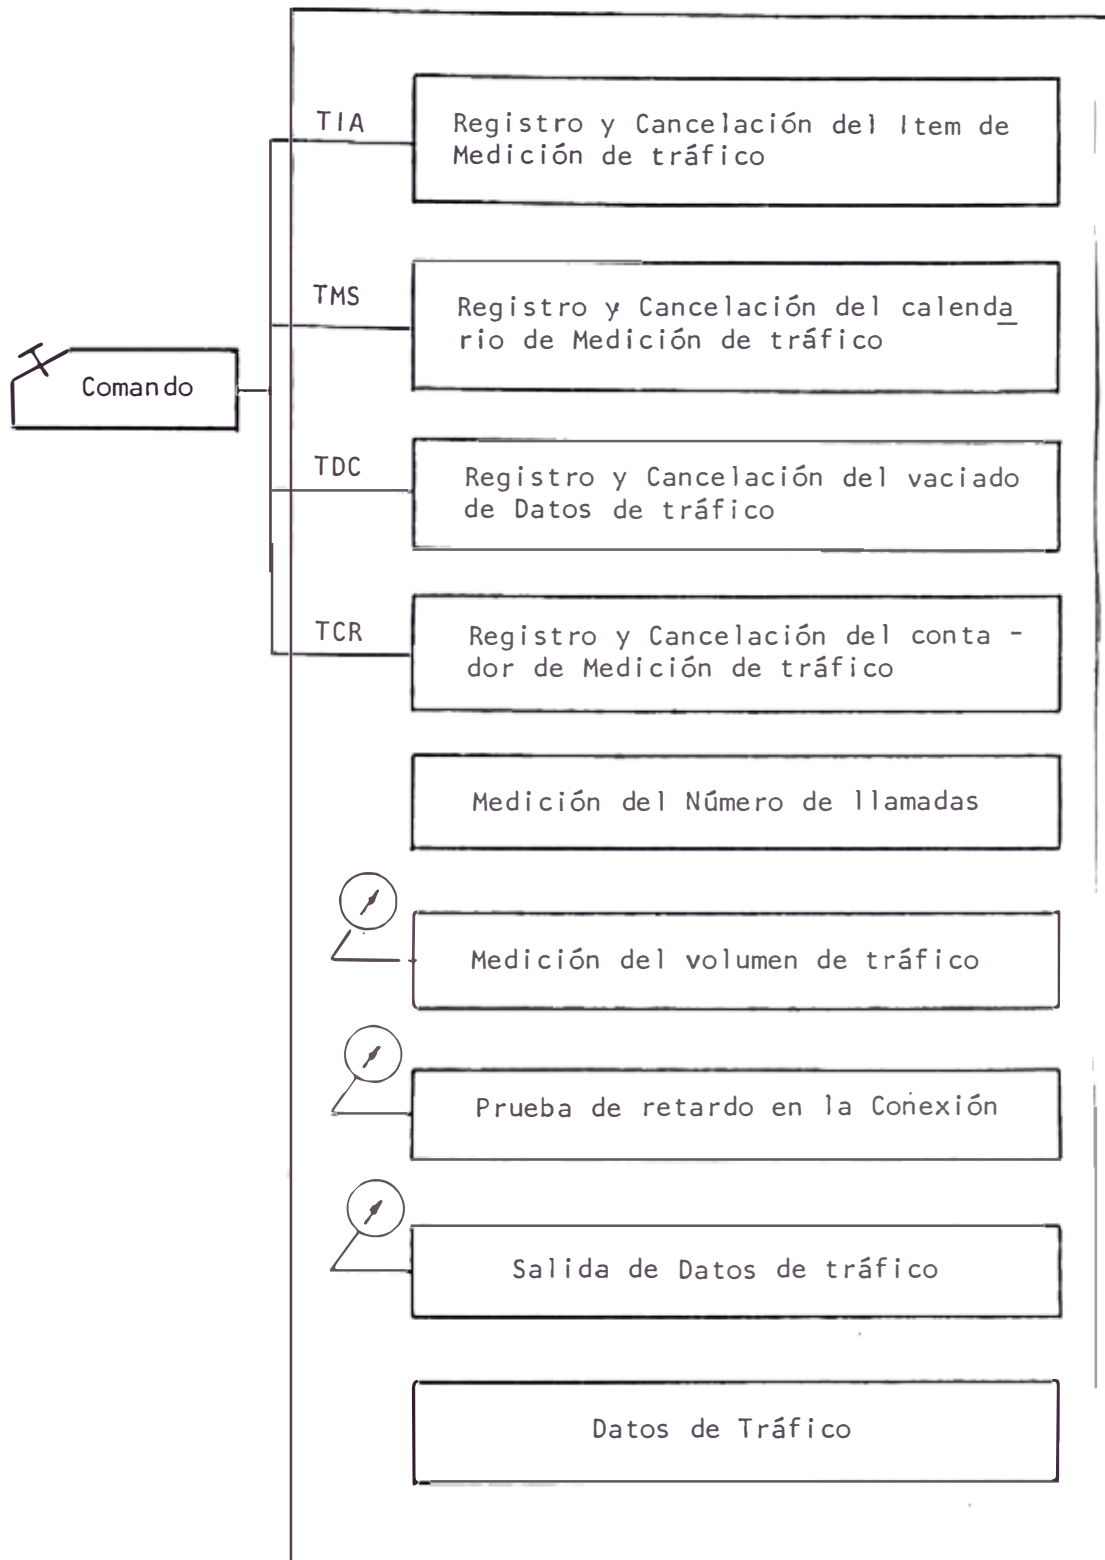 TIA
Registro y Cancelación del Item de
Medición de tráfico
TMS
Registro y Cancelación del calenda
rio de Medición de tráfico
Comando
TDC
Registro y Cancelación del vaciado
de Datos de tráfico
TCR
Registro y Cancelación del conta -
dor de Medición de tráfico
Medición del Número de llamadas
Medición del volumen de tráfico
Prueba de retardo en la Conexión
Salida de Datos de tráfico
Datos de Tráfico